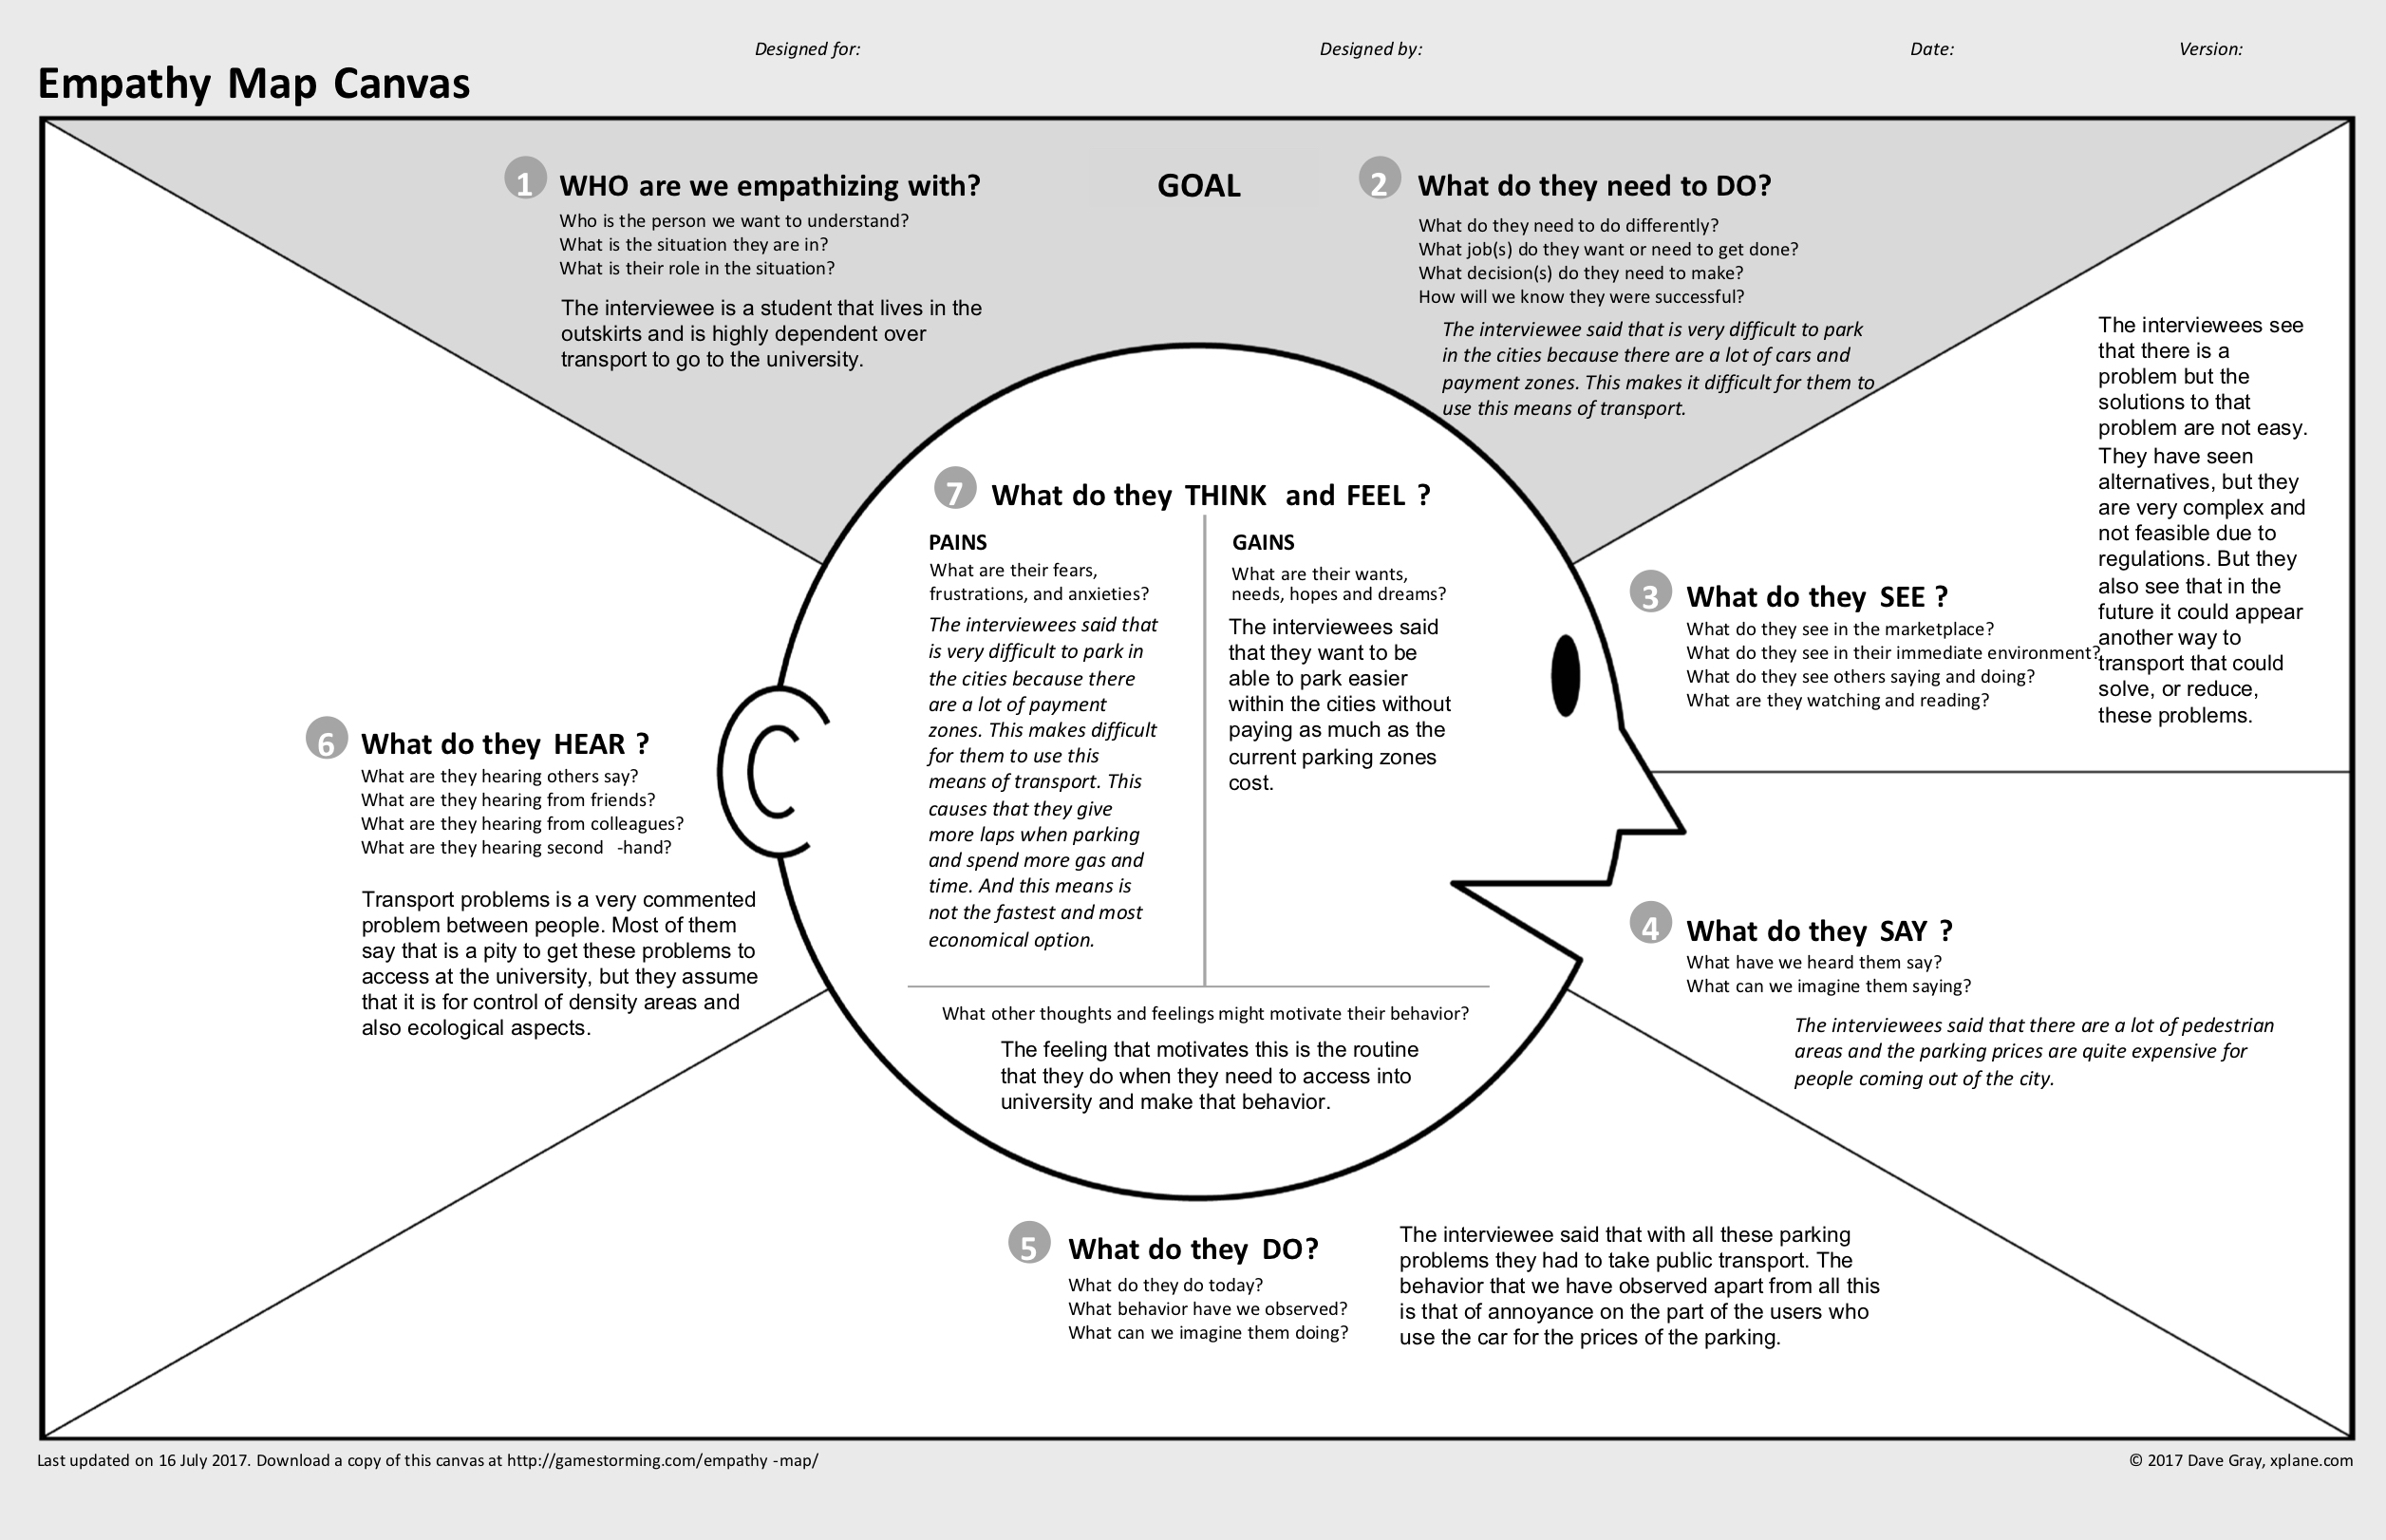 Designed for:
Designed by:
Date:
Version:
Empathy Map Canvas
1 WHO are we empathizing with?
Who is the person we want to understand?
What is the situation they are in?
What is their role in the situation?
The interviewee is a student that lives in the
outskirts and is highly dependent over
transport to go to the university.
GOAL
2 What do they need to DO?
What do they need to do differently?
What job(s) do they want or need to get done?
What decision(s) do they need to make?
How will we know they were successful?
The interviewee said that is very difficult to park
in the cities because there are a lot of cars and
payment zones. This makes it difficult for them to
use this means of transport.
3 What do they SEE ?
What do they see in the marketplace?
What do they see in their immediate environment?
What do they see others saying and doing?
What are they watching and reading?
The interviewees see
that there is a
problem but the
solutions to that
problem are not easy.
They have seen
alternatives, but they
are very complex and
not feasible due to
regulations. But they
also see that in the
future it could appear
another way to
transport that could
solve, or reduce,
these problems.
4 What do they SAY ?
What have we heard them say?
What can we imagine them saying?
The interviewees said that there are a lot of pedestrian
areas and the parking prices are quite expensive for
people coming out of the city.
5 What do they DO?
What do they do today?
What behavior have we observed?
What can we imagine them doing?
The interviewee said that with all these parking
problems they had to take public transport. The
behavior that we have observed apart from all this
is that of annoyance on the part of the users who
use the car for the prices of the parking.
6 What do they HEAR ?
What are they hearing others say?
What are they hearing from friends?
What are they hearing from colleagues?
What are they hearing second -hand?
Transport problems is a very commented
problem between people. Most of them
say that is a pity to get these problems to
access at the university, but they assume
that it is for control of density areas and
also ecological aspects.
7 What do they THINK and FEEL ?
PAINS
What are their fears,
frustrations, and anxieties?
The interviewees said that
is very difficult to park in
the cities because there
are a lot of payment
zones. This makes difficult
for them to use this
means of transport. This
causes that they give
more laps when parking
and spend more gas and
time. And this means is
not the fastest and most
economical option.
GAINS
What are their wants,
needs, hopes and dreams?
The interviewees said
that they want to be
able to park easier
within the cities without
paying as much as the
current parking zones
cost.
What other thoughts and feelings might motivate their behavior?
The feeling that motivates this is the routine
that they do when they need to access into
university and make that behavior.
Last updated on 16 July 2017. Download a copy of this canvas at http://gamestorming.com/empathy -map/
© 2017 Dave Gray, xplane.com